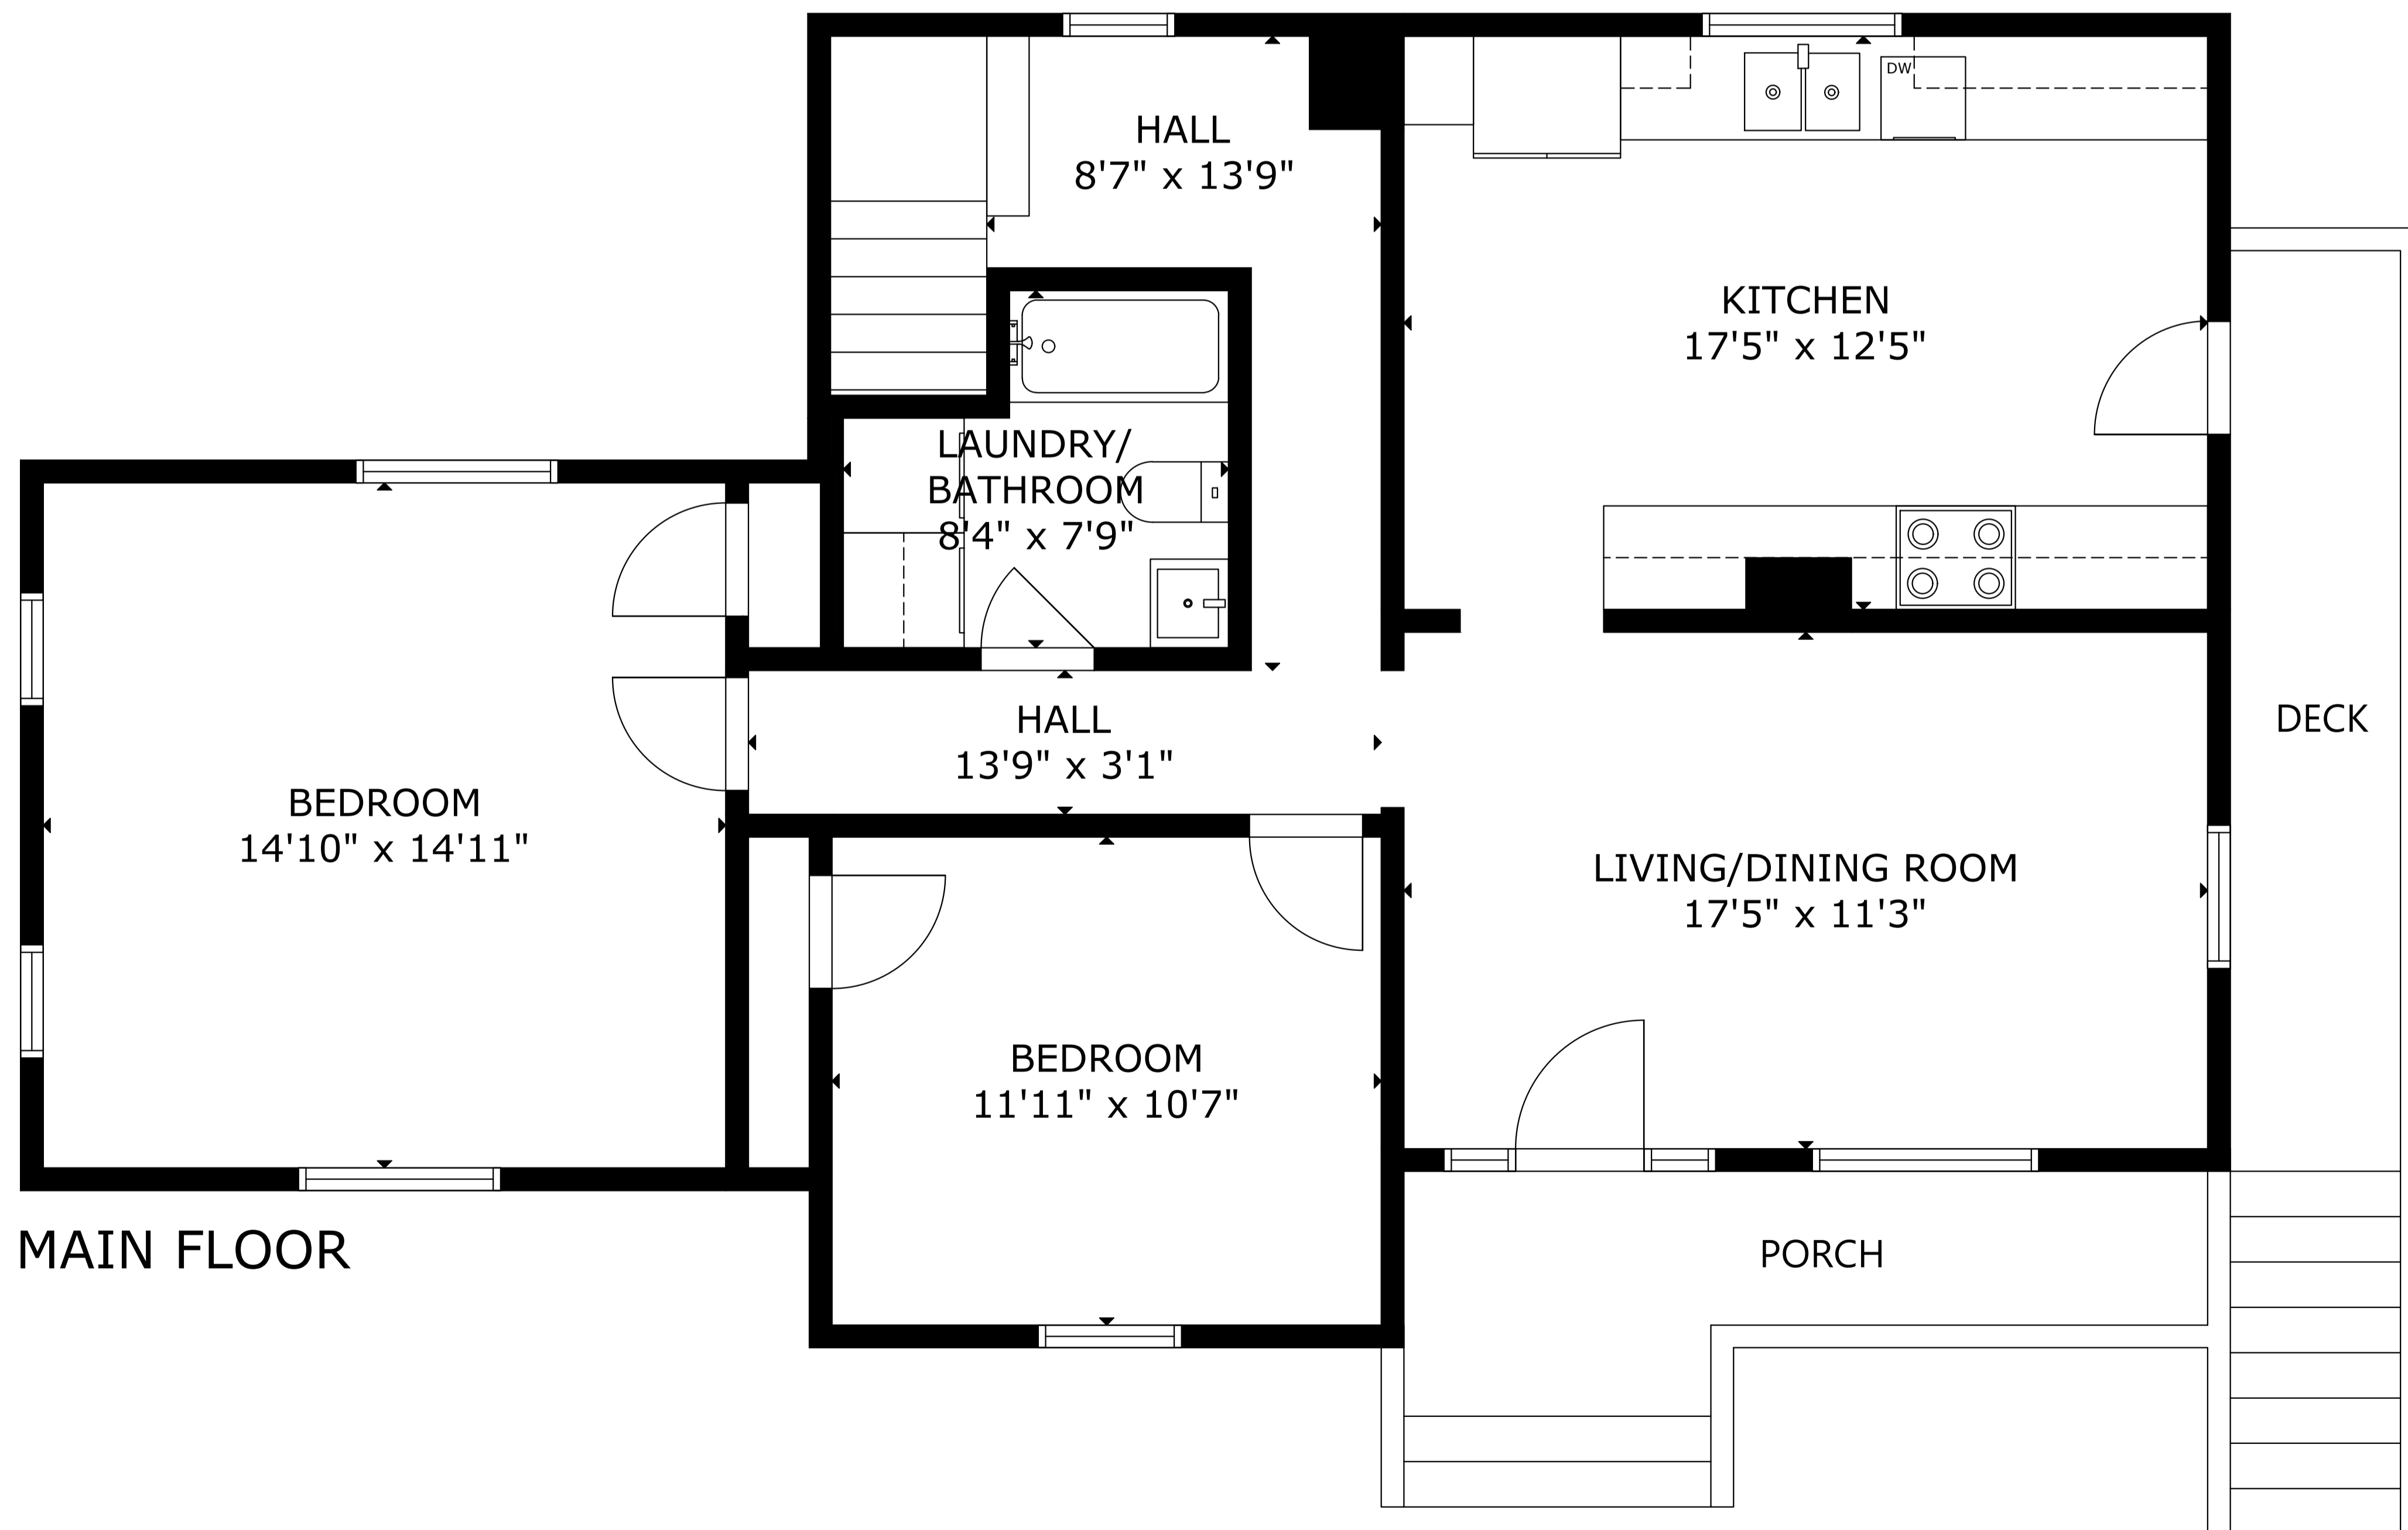 DW
HALL
8'7" x 13'9"
KITCHEN
17'5" x 12'5"
LAUNDRY/
BATHROOM
8'4" x 7'9"
DECK
HALL
13'9" x 3'1"
BEDROOM
14'10" x 14'11"
LIVING/DINING ROOM
17'5" x 11'3"
BEDROOM
11'11" x 10'7"
MAIN FLOOR
PORCH